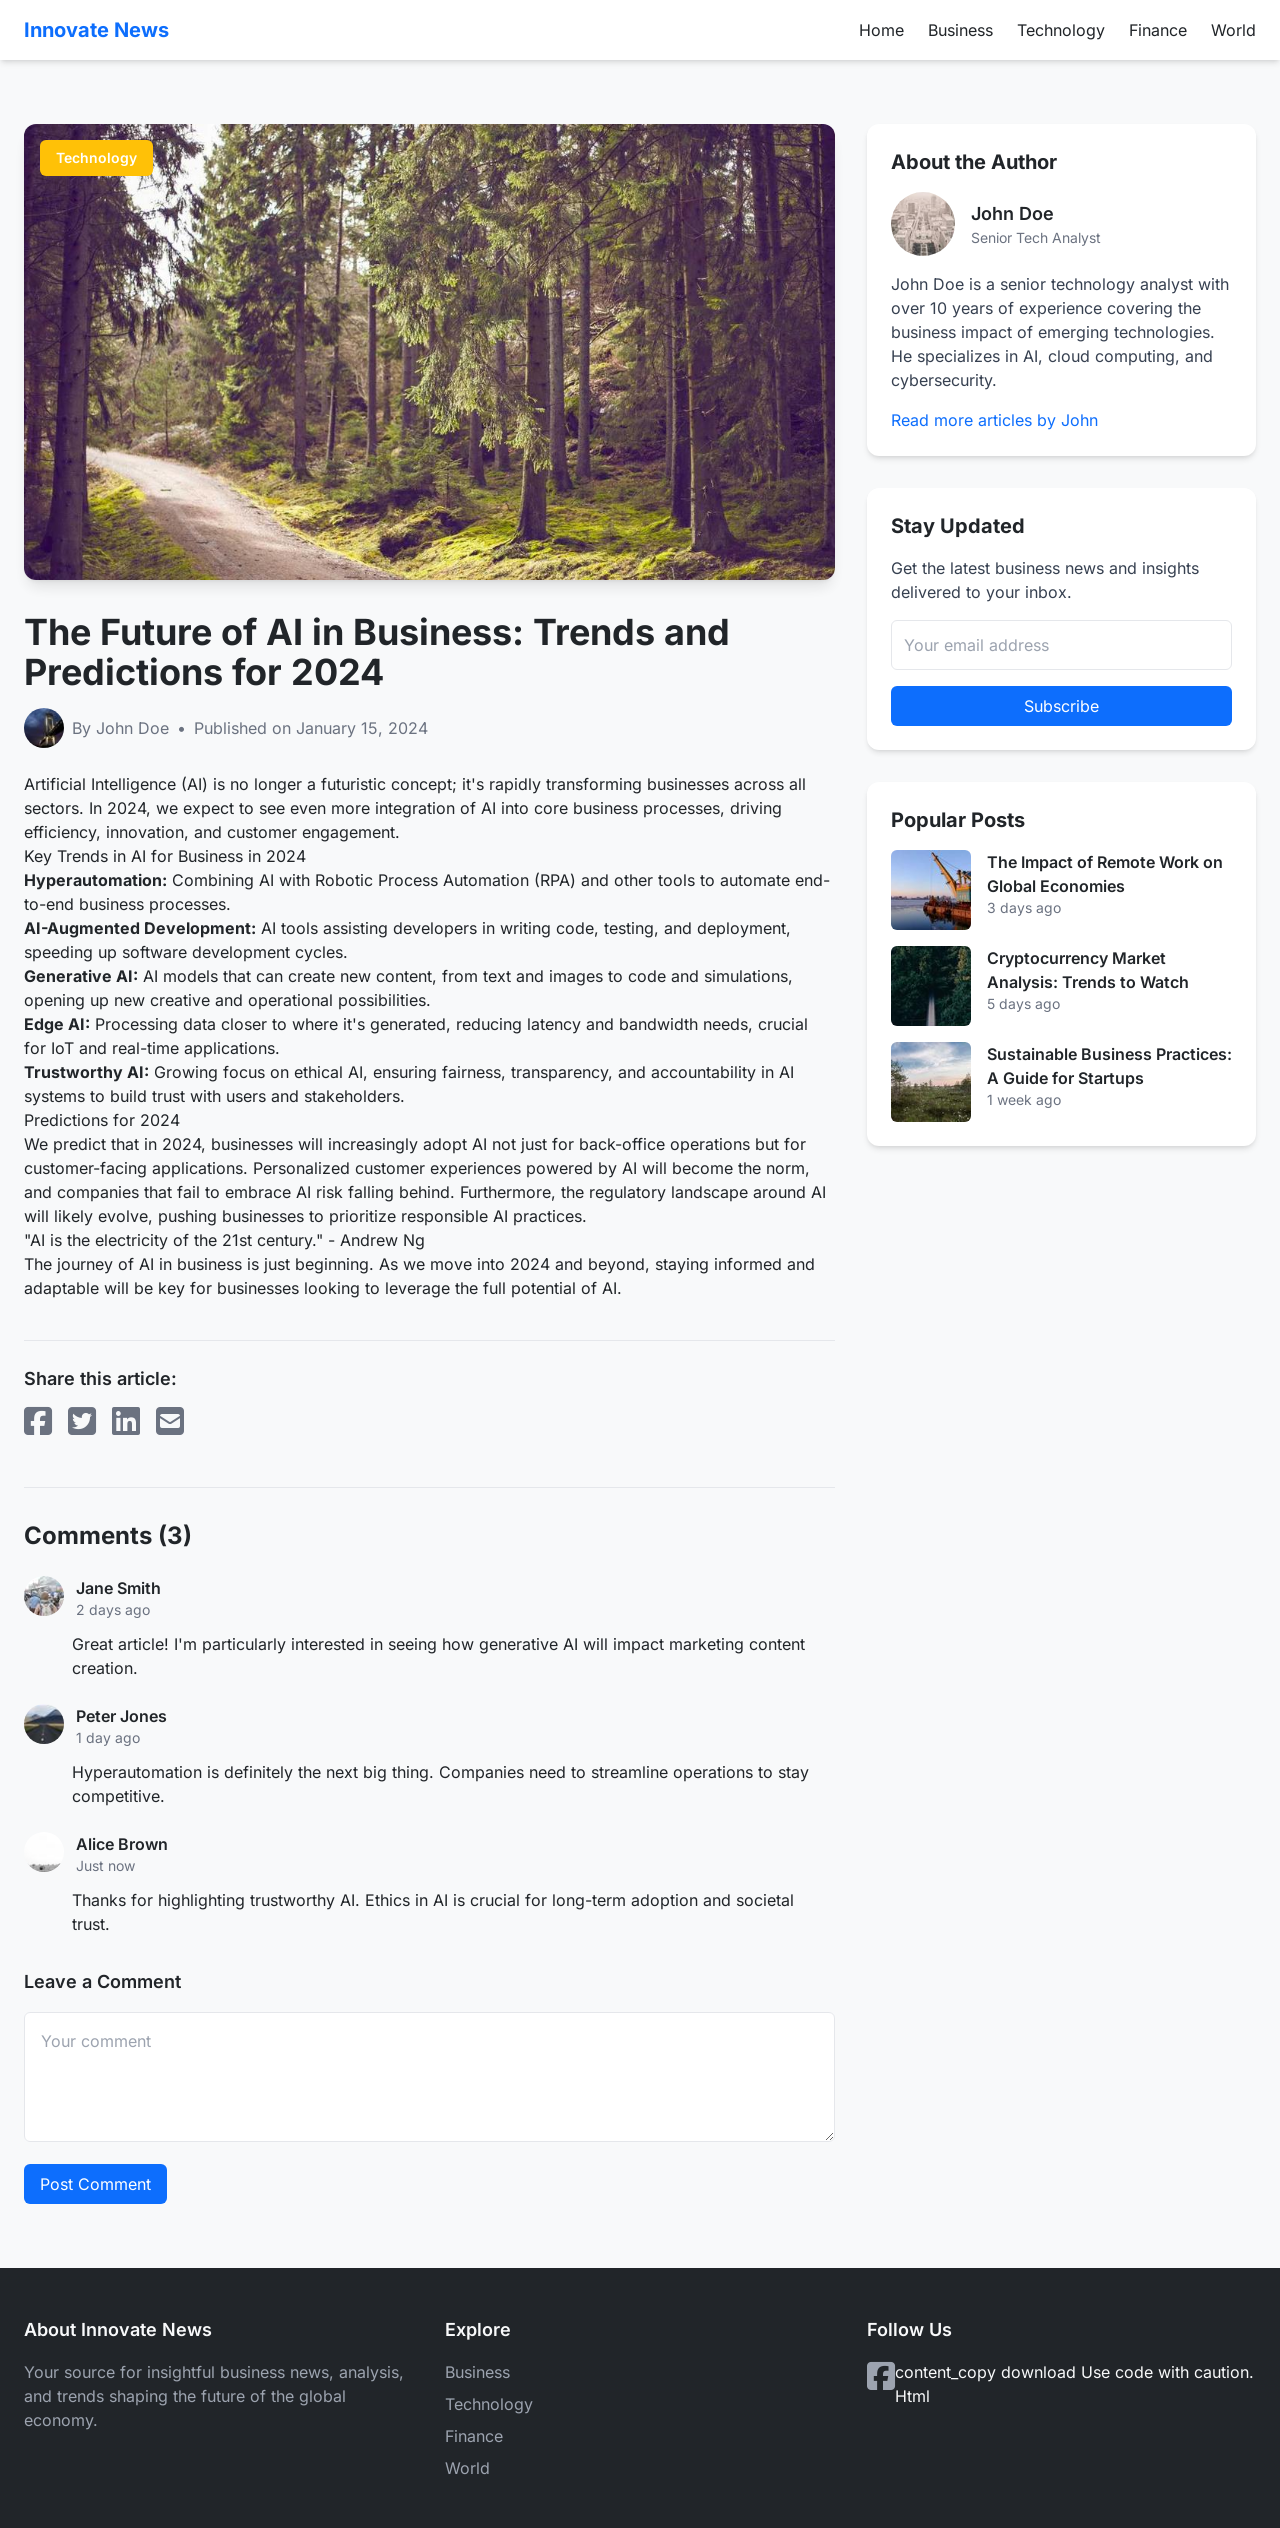 Innovate News
Home Business Technology Finance World
Technology
The Future of AI in Business: Trends and
Predictions for 2024
By John Doe • Published on January 15, 2024
Artificial Intelligence (AI) is no longer a futuristic concept; it's rapidly transforming businesses across all
sectors. In 2024, we expect to see even more integration of AI into core business processes, driving
efficiency, innovation, and customer engagement.
Key Trends in AI for Business in 2024
Hyperautomation: Combining AI with Robotic Process Automation (RPA) and other tools to automate end-
to-end business processes.
AI-Augmented Development: AI tools assisting developers in writing code, testing, and deployment,
speeding up software development cycles.
Generative AI: AI models that can create new content, from text and images to code and simulations,
opening up new creative and operational possibilities.
Edge AI: Processing data closer to where it's generated, reducing latency and bandwidth needs, crucial
for IoT and real-time applications.
Trustworthy AI: Growing focus on ethical AI, ensuring fairness, transparency, and accountability in AI
systems to build trust with users and stakeholders.
Predictions for 2024
We predict that in 2024, businesses will increasingly adopt AI not just for back-office operations but for
customer-facing applications. Personalized customer experiences powered by AI will become the norm,
and companies that fail to embrace AI risk falling behind. Furthermore, the regulatory landscape around AI
will likely evolve, pushing businesses to prioritize responsible AI practices.
"AI is the electricity of the 21st century." - Andrew Ng
The journey of AI in business is just beginning. As we move into 2024 and beyond, staying informed and
adaptable will be key for businesses looking to leverage the full potential of AI.
Share this article:
Comments (3)
Jane Smith
2 days ago
Great article! I'm particularly interested in seeing how generative AI will impact marketing content
creation.
Peter Jones
1 day ago
Hyperautomation is definitely the next big thing. Companies need to streamline operations to stay
competitive.
Alice Brown
Just now
Thanks for highlighting trustworthy AI. Ethics in AI is crucial for long-term adoption and societal
trust.
Leave a Comment
Your comment
Post Comment
About the Author
John Doe
Senior Tech Analyst
John Doe is a senior technology analyst with
over 10 years of experience covering the
business impact of emerging technologies.
He specializes in AI, cloud computing, and
cybersecurity.
Read more articles by John
Stay Updated
Get the latest business news and insights
delivered to your inbox.
Your email address
Subscribe
Popular Posts
The Impact of Remote Work on
Global Economies
3 days ago
Cryptocurrency Market
Analysis: Trends to Watch
5 days ago
Sustainable Business Practices:
A Guide for Startups
1 week ago
About Innovate News
Your source for insightful business news, analysis,
and trends shaping the future of the global
economy.
Explore
Business
Technology
Finance
World
Follow Us
content_copy download Use code with caution.
Html